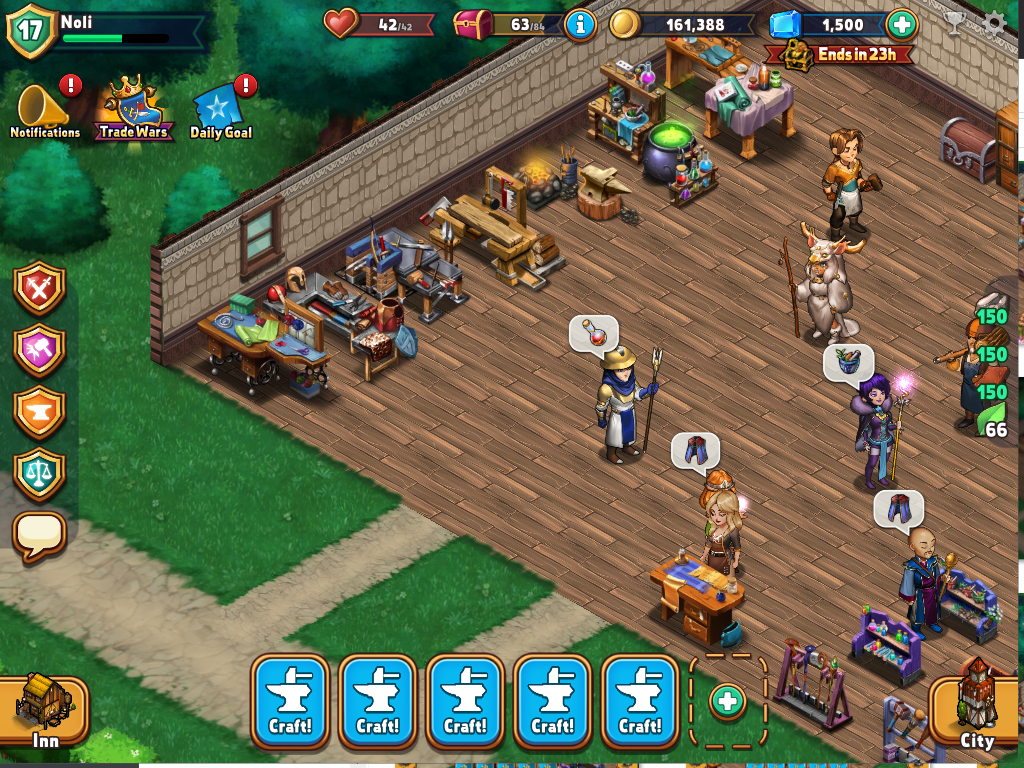 17
Noli
42/42
63/84
i
161,388
1,500
Ends in 23h
!
!
Notifications
Trade Wars
Daily Goal
150
150
150
66
Craft!
Craft!
Craft!
Craft!
Craft!
Inn
City